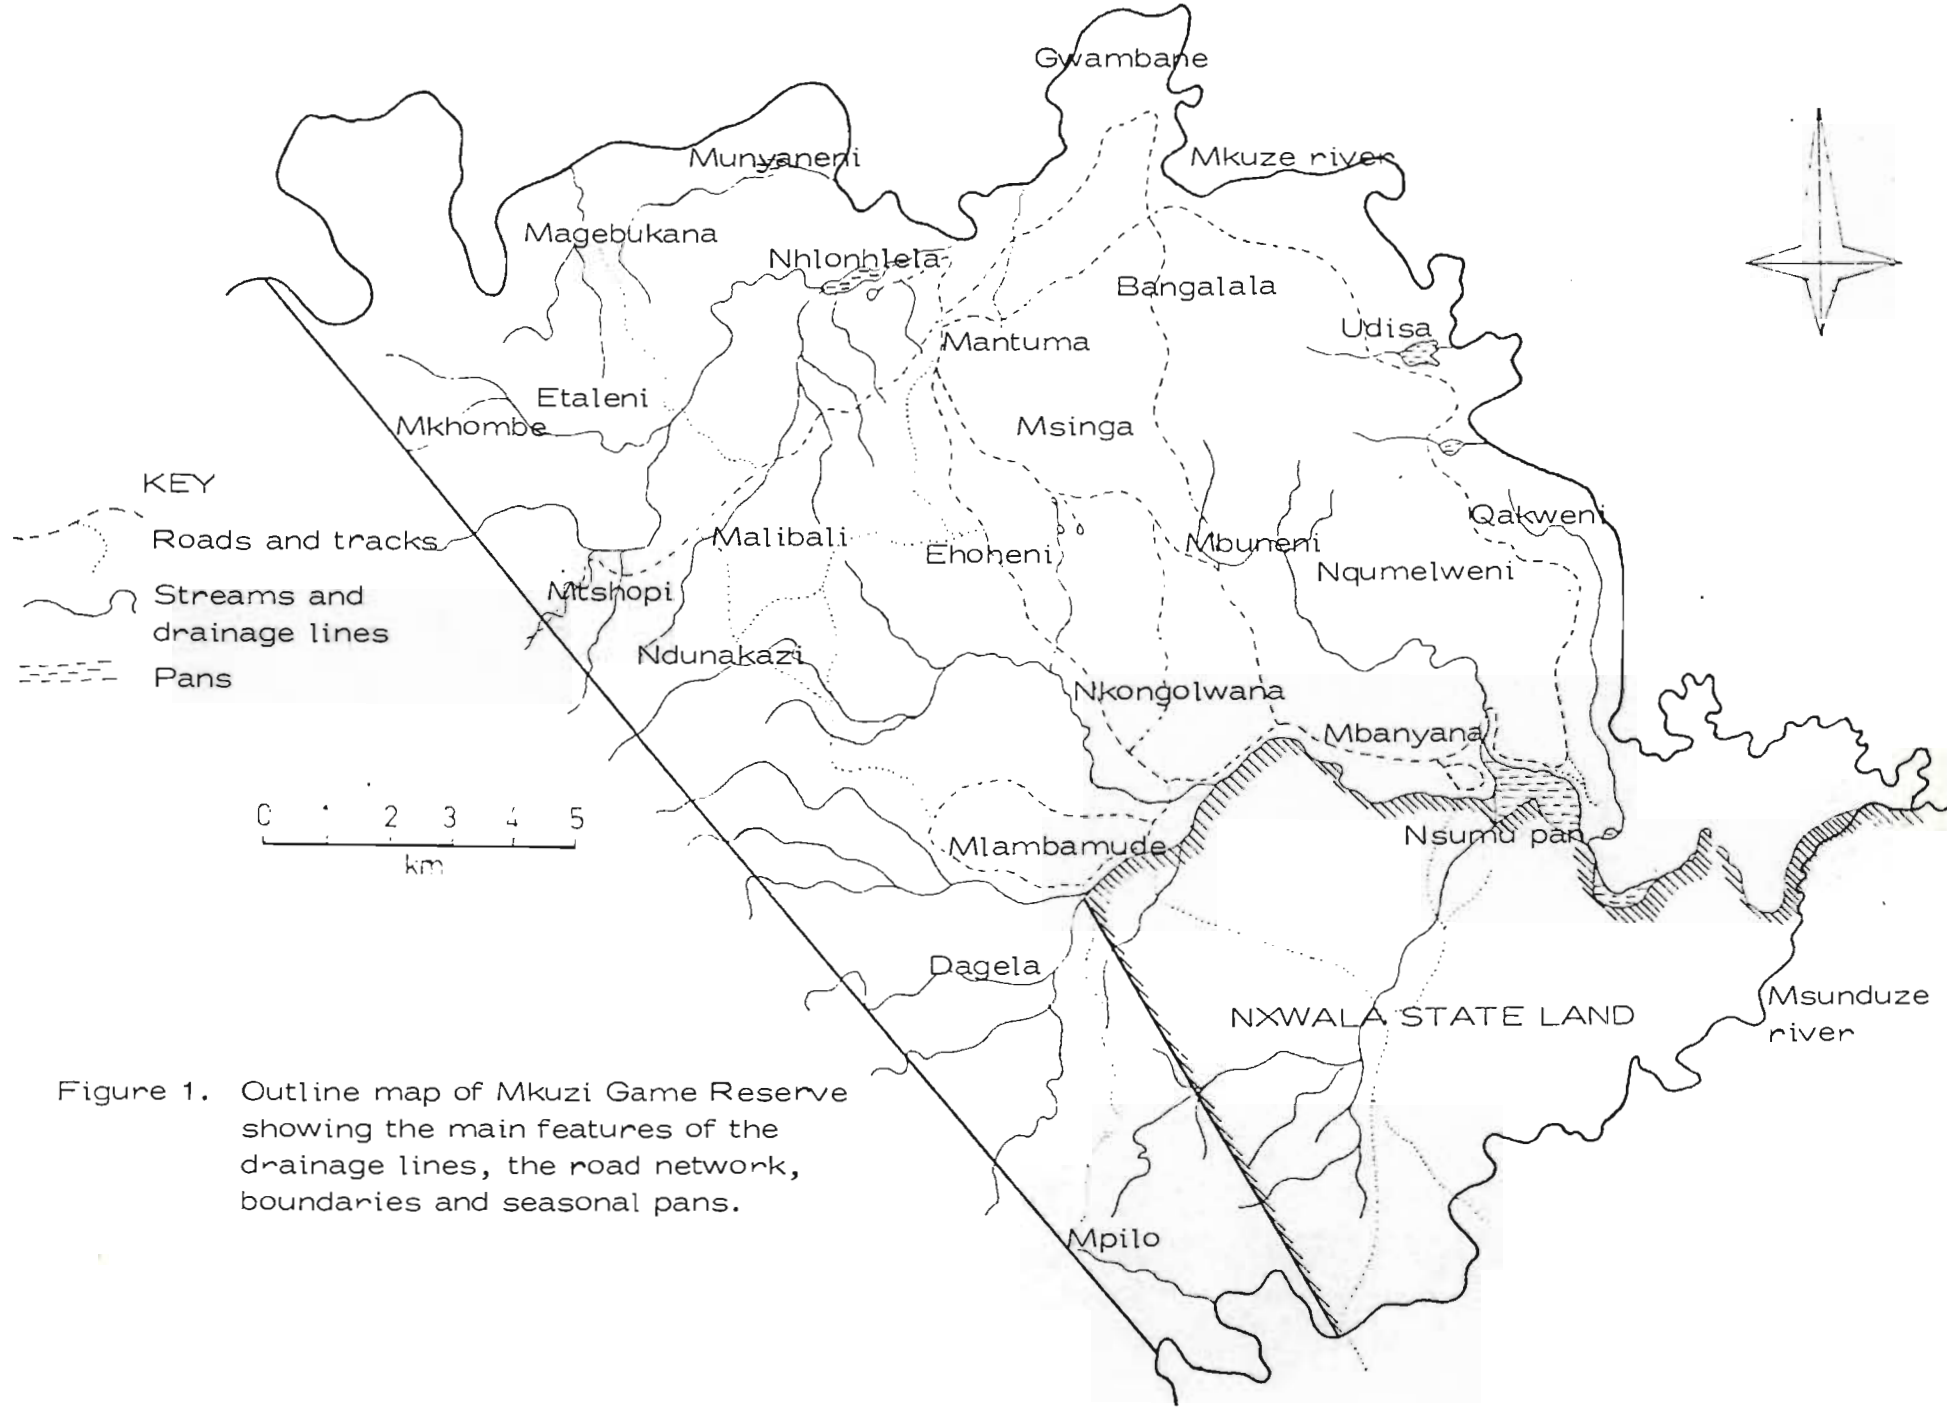 Gwambane
Munyaneni
Mkuze river
Magebukana
Nhlonhlela
Bangalala
Udisa
Mantuma
Etaleni
Mkhombe
Msinga
KEY
Roads and tracks
Streams and
drainage lines
Pans
Qakweni
Malibali
Ehoheni
Mbuneni
Nqumelweni
Mtshopi
Ndunakazi
Nkongolwana
Mbanyana
0 2 3 4 5
km
Mlambamude
Nsumu pan
Dagela
NXWALA STATE LAND
Msunduze
river
Mpilo
Figure 1. Outline map of Mkuzi Game Reserve
showing the main features of the
drainage lines, the road network,
boundaries and seasonal pans.